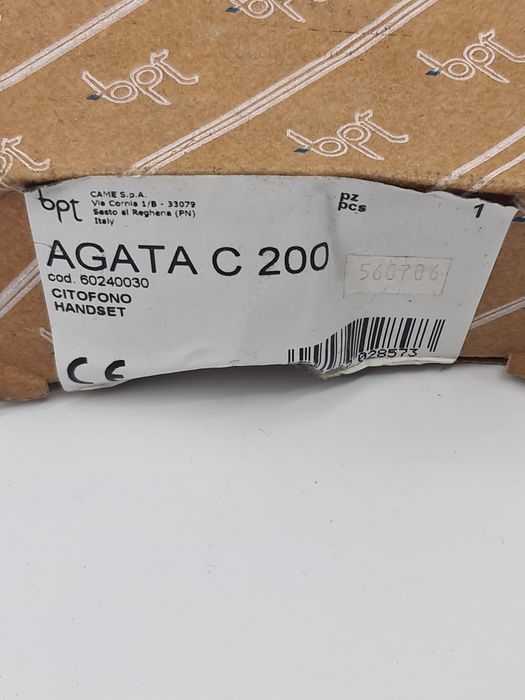 bpt
bpt
bpt
bpt
bpt
CAME S.p.A.
Via Cornia 1/B - 33079
Sesto al Reghena (PN)
Italy
pz
pcs
1
AGATA C 200
560706
cod. 60240030
CITOFONO
HANDSET
028573
CE